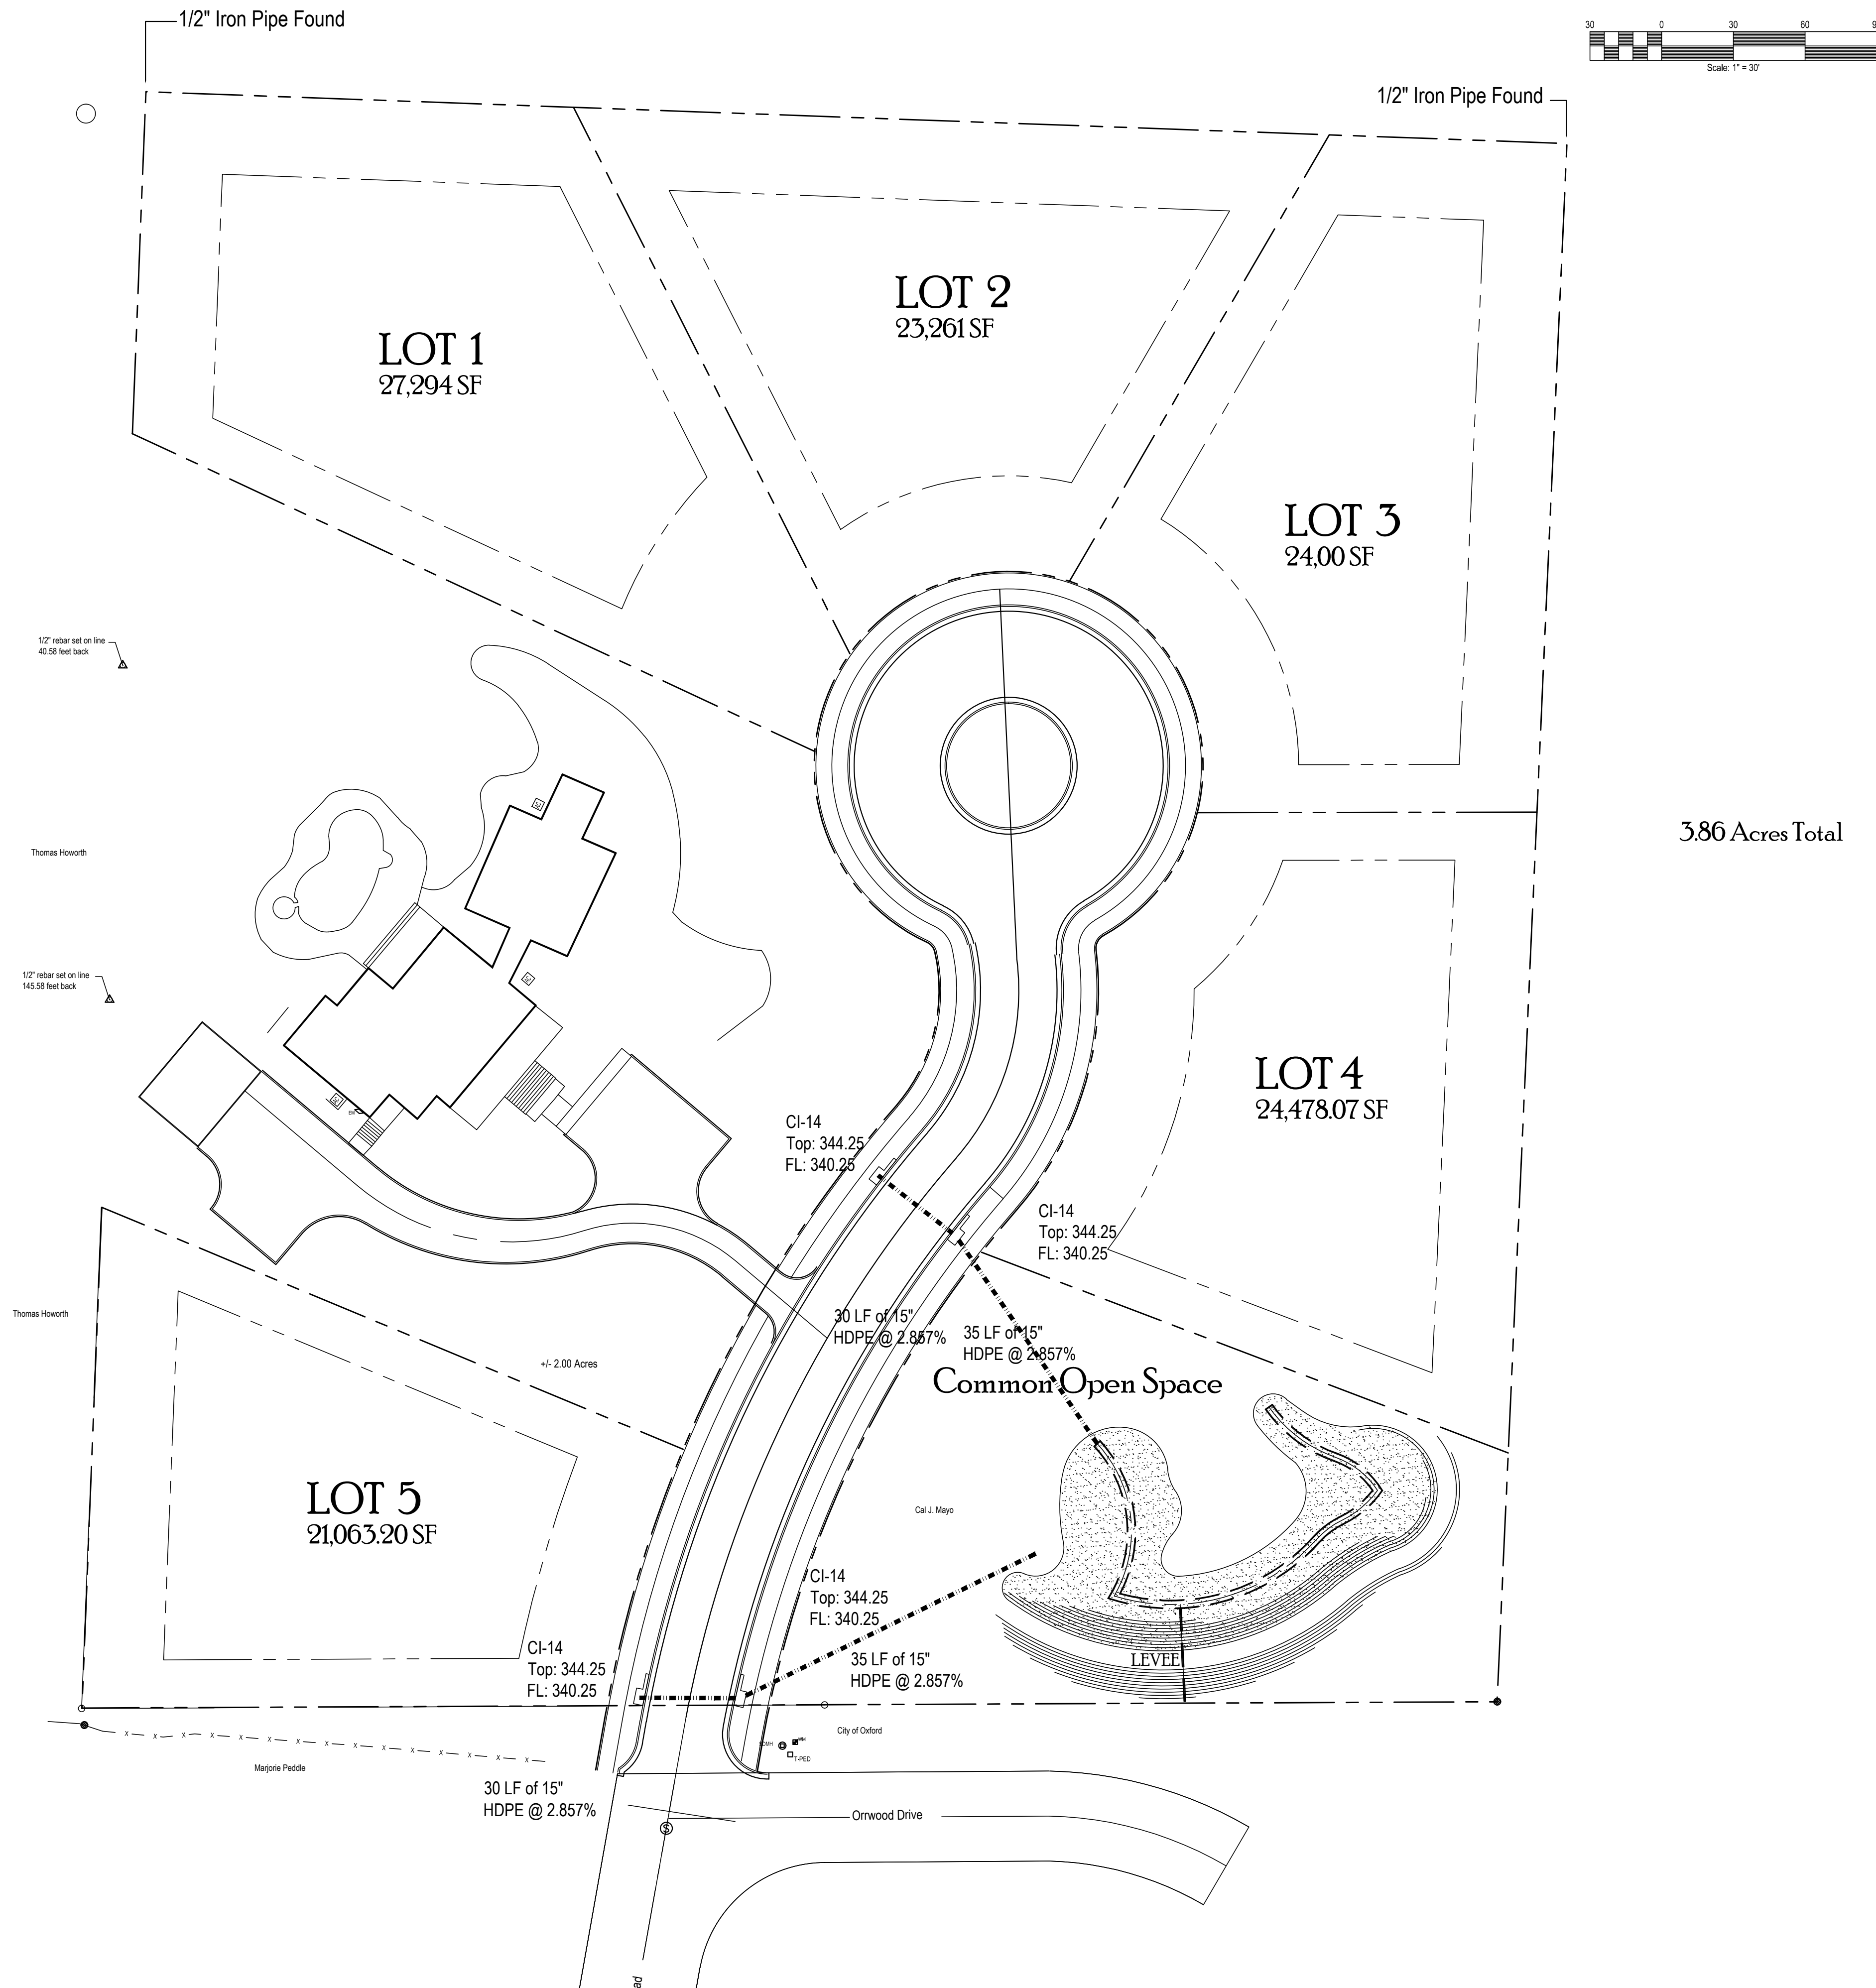 1/2" Iron Pipe Found
30 0 30 60
Scale: 1" = 30'
1/2" Iron Pipe Found
LOT 2
23,261 SF
LOT 1
27,294 SF
LOT 3
24,00 SF
1/2" rebar set on line
40.58 feet back
3.86 Acres Total
Thomas Howorth
1/2" rebar set on line
145.58 feet back
LOT 4
24,478.07 SF
CI-14
Top: 344.25
FL: 340.25
CI-14
Top: 344.25
FL: 340.25
Thomas Howorth
30 LF of 15"
HDPE @ 2.857%
35 LF of 15"
HDPE @ 2.857%
+/- 2.00 Acres
Common Open Space
LOT 5
21,063.20 SF
Cal J. Mayo
CI-14
Top: 344.25
FL: 340.25
CI-14
Top: 344.25
FL: 340.25
35 LF of 15"
HDPE @ 2.857%
LEVEE
City of Oxford
X X X X X X X X X X X X X X X
WM
T-PED
Marjorie Peddle
30 LF of 15"
HDPE @ 2.857%
Orrwood Drive
S